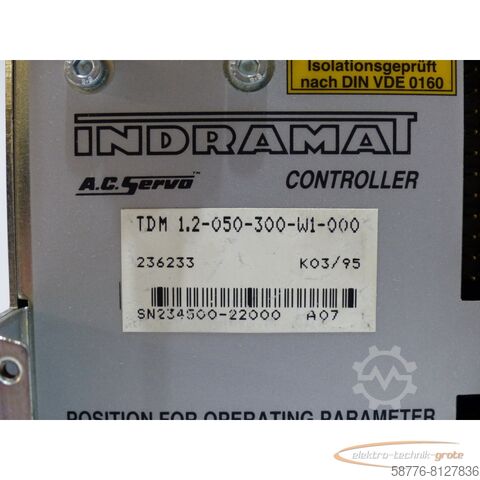 Isolationsgeprüft
nach DIN VDE 0160
INDRAMAT
A.C. Servo™ CONTROLLER
TDM 1.2-050-300-W1-000
236233 K03/95
SN234500-22000 A07
POSITION FOR OPERATING PARAMETER
elektro-technik-grote
58776-8127836